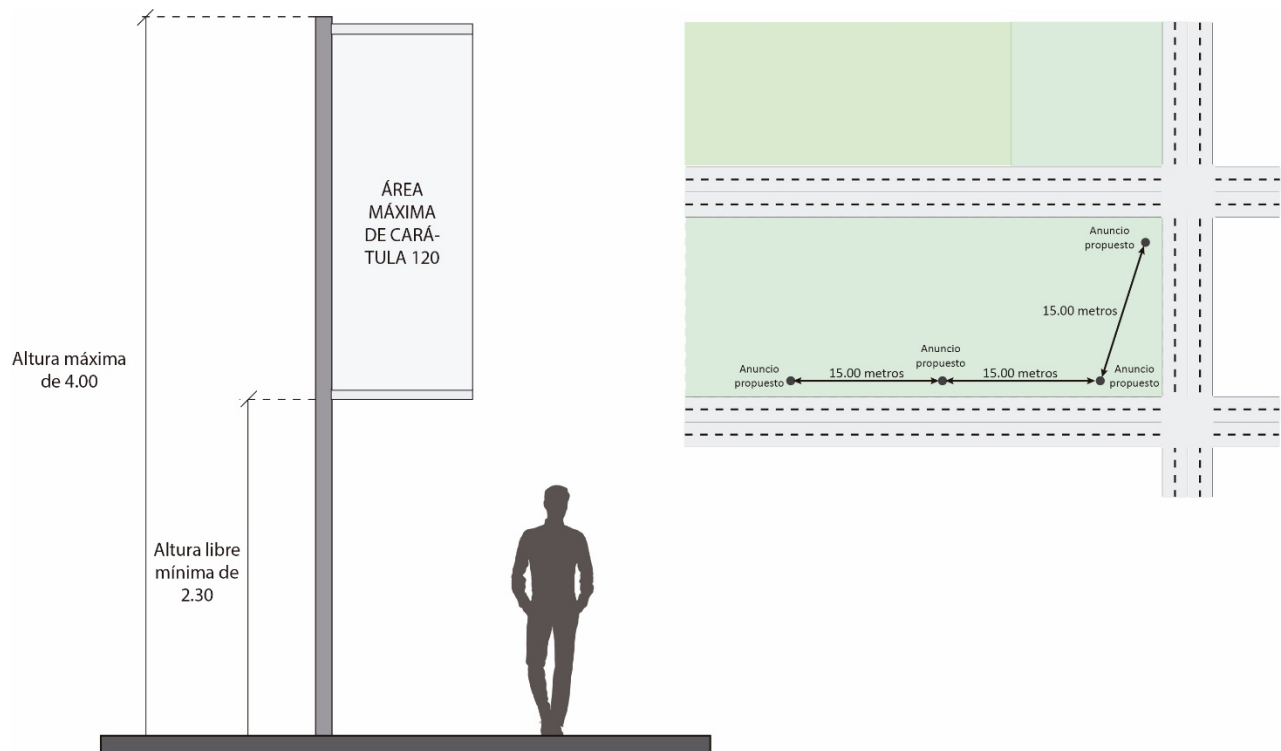 ÁREA
MÁXIMA
DE CARÁ-
TULA 120
Altura máxima
de 4.00
Altura libre
mínima de
2.30
Anuncio
propuesto
15.00 metros
Anuncio
propuesto
Anuncio
propuesto
15.00 metros
15.00 metros
Anuncio
propuesto